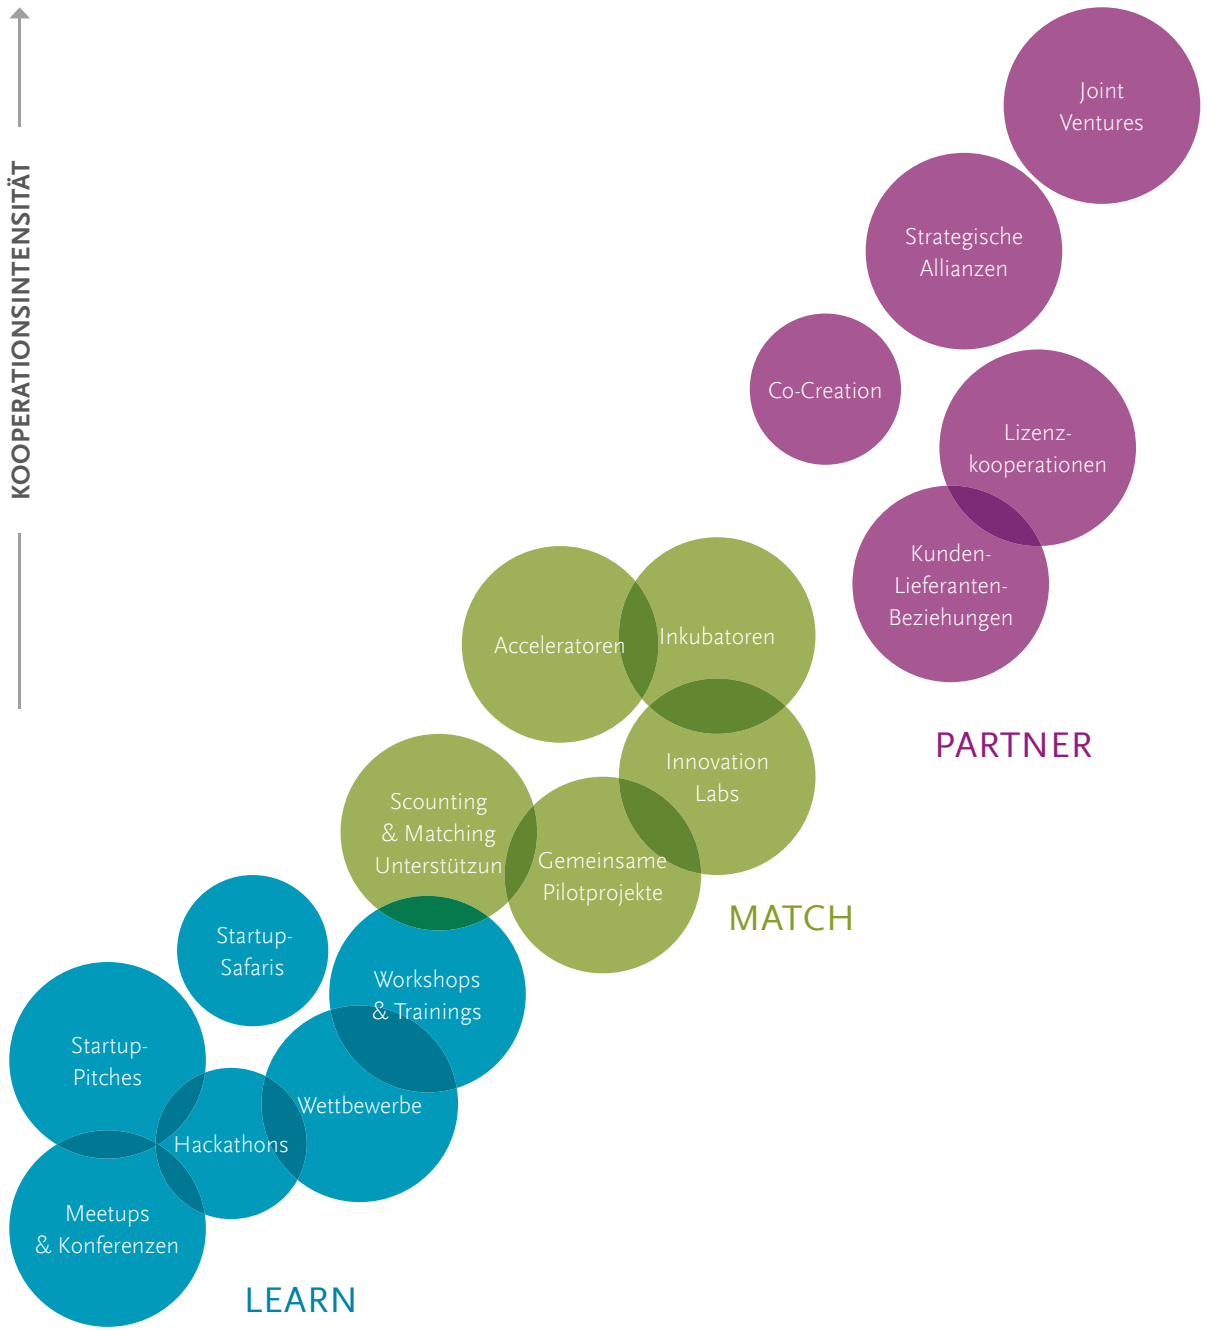 KOOPERATIONSINTENSITÄT
Joint
Ventures
Strategische
Allianzen
Co-Creation
Lizenz-
kooperationen
Kunden-
Lieferanten-
Beziehungen
PARTNER
Acceleratoren
Inkubatoren
Innovation
Labs
Scounting
& Matching
Unterstützun
Gemeinsame
Pilotprojekte
MATCH
Startup-
Safaris
Workshops
& Trainings
Startup-
Pitches
Wettbewerbe
Hackathons
Meetups
& Konferenzen
LEARN